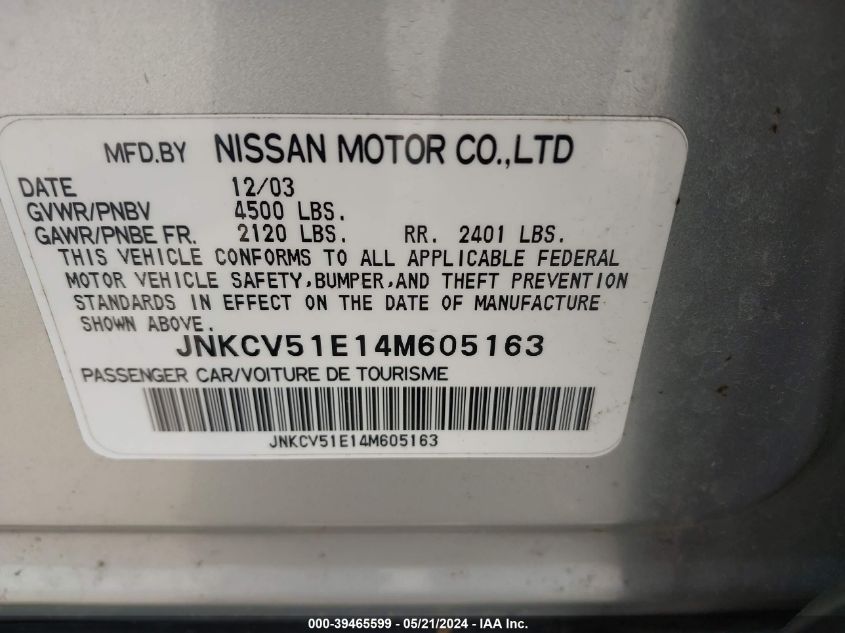 MFD.BY NISSAN MOTOR CO.,LTD
DATE 12/03
GVWR/PNBV 4500 LBS.
GAWR/PNBE FR. 2120 LBS. RR. 2401 LBS.
THIS VEHICLE CONFORMS TO ALL APPLICABLE FEDERAL
MOTOR VEHICLE SAFETY,BUMPER,AND THEFT PREVENTION
STANDARDS IN EFFECT ON THE DATE OF MANUFACTURE
SHOWN ABOVE.
JNKCV51E14M605163
PASSENGER CAR/VOITURE DE TOURISME
JNKCV51E14M605163
000-39465599 - 05/21/2024 - IAA Inc.